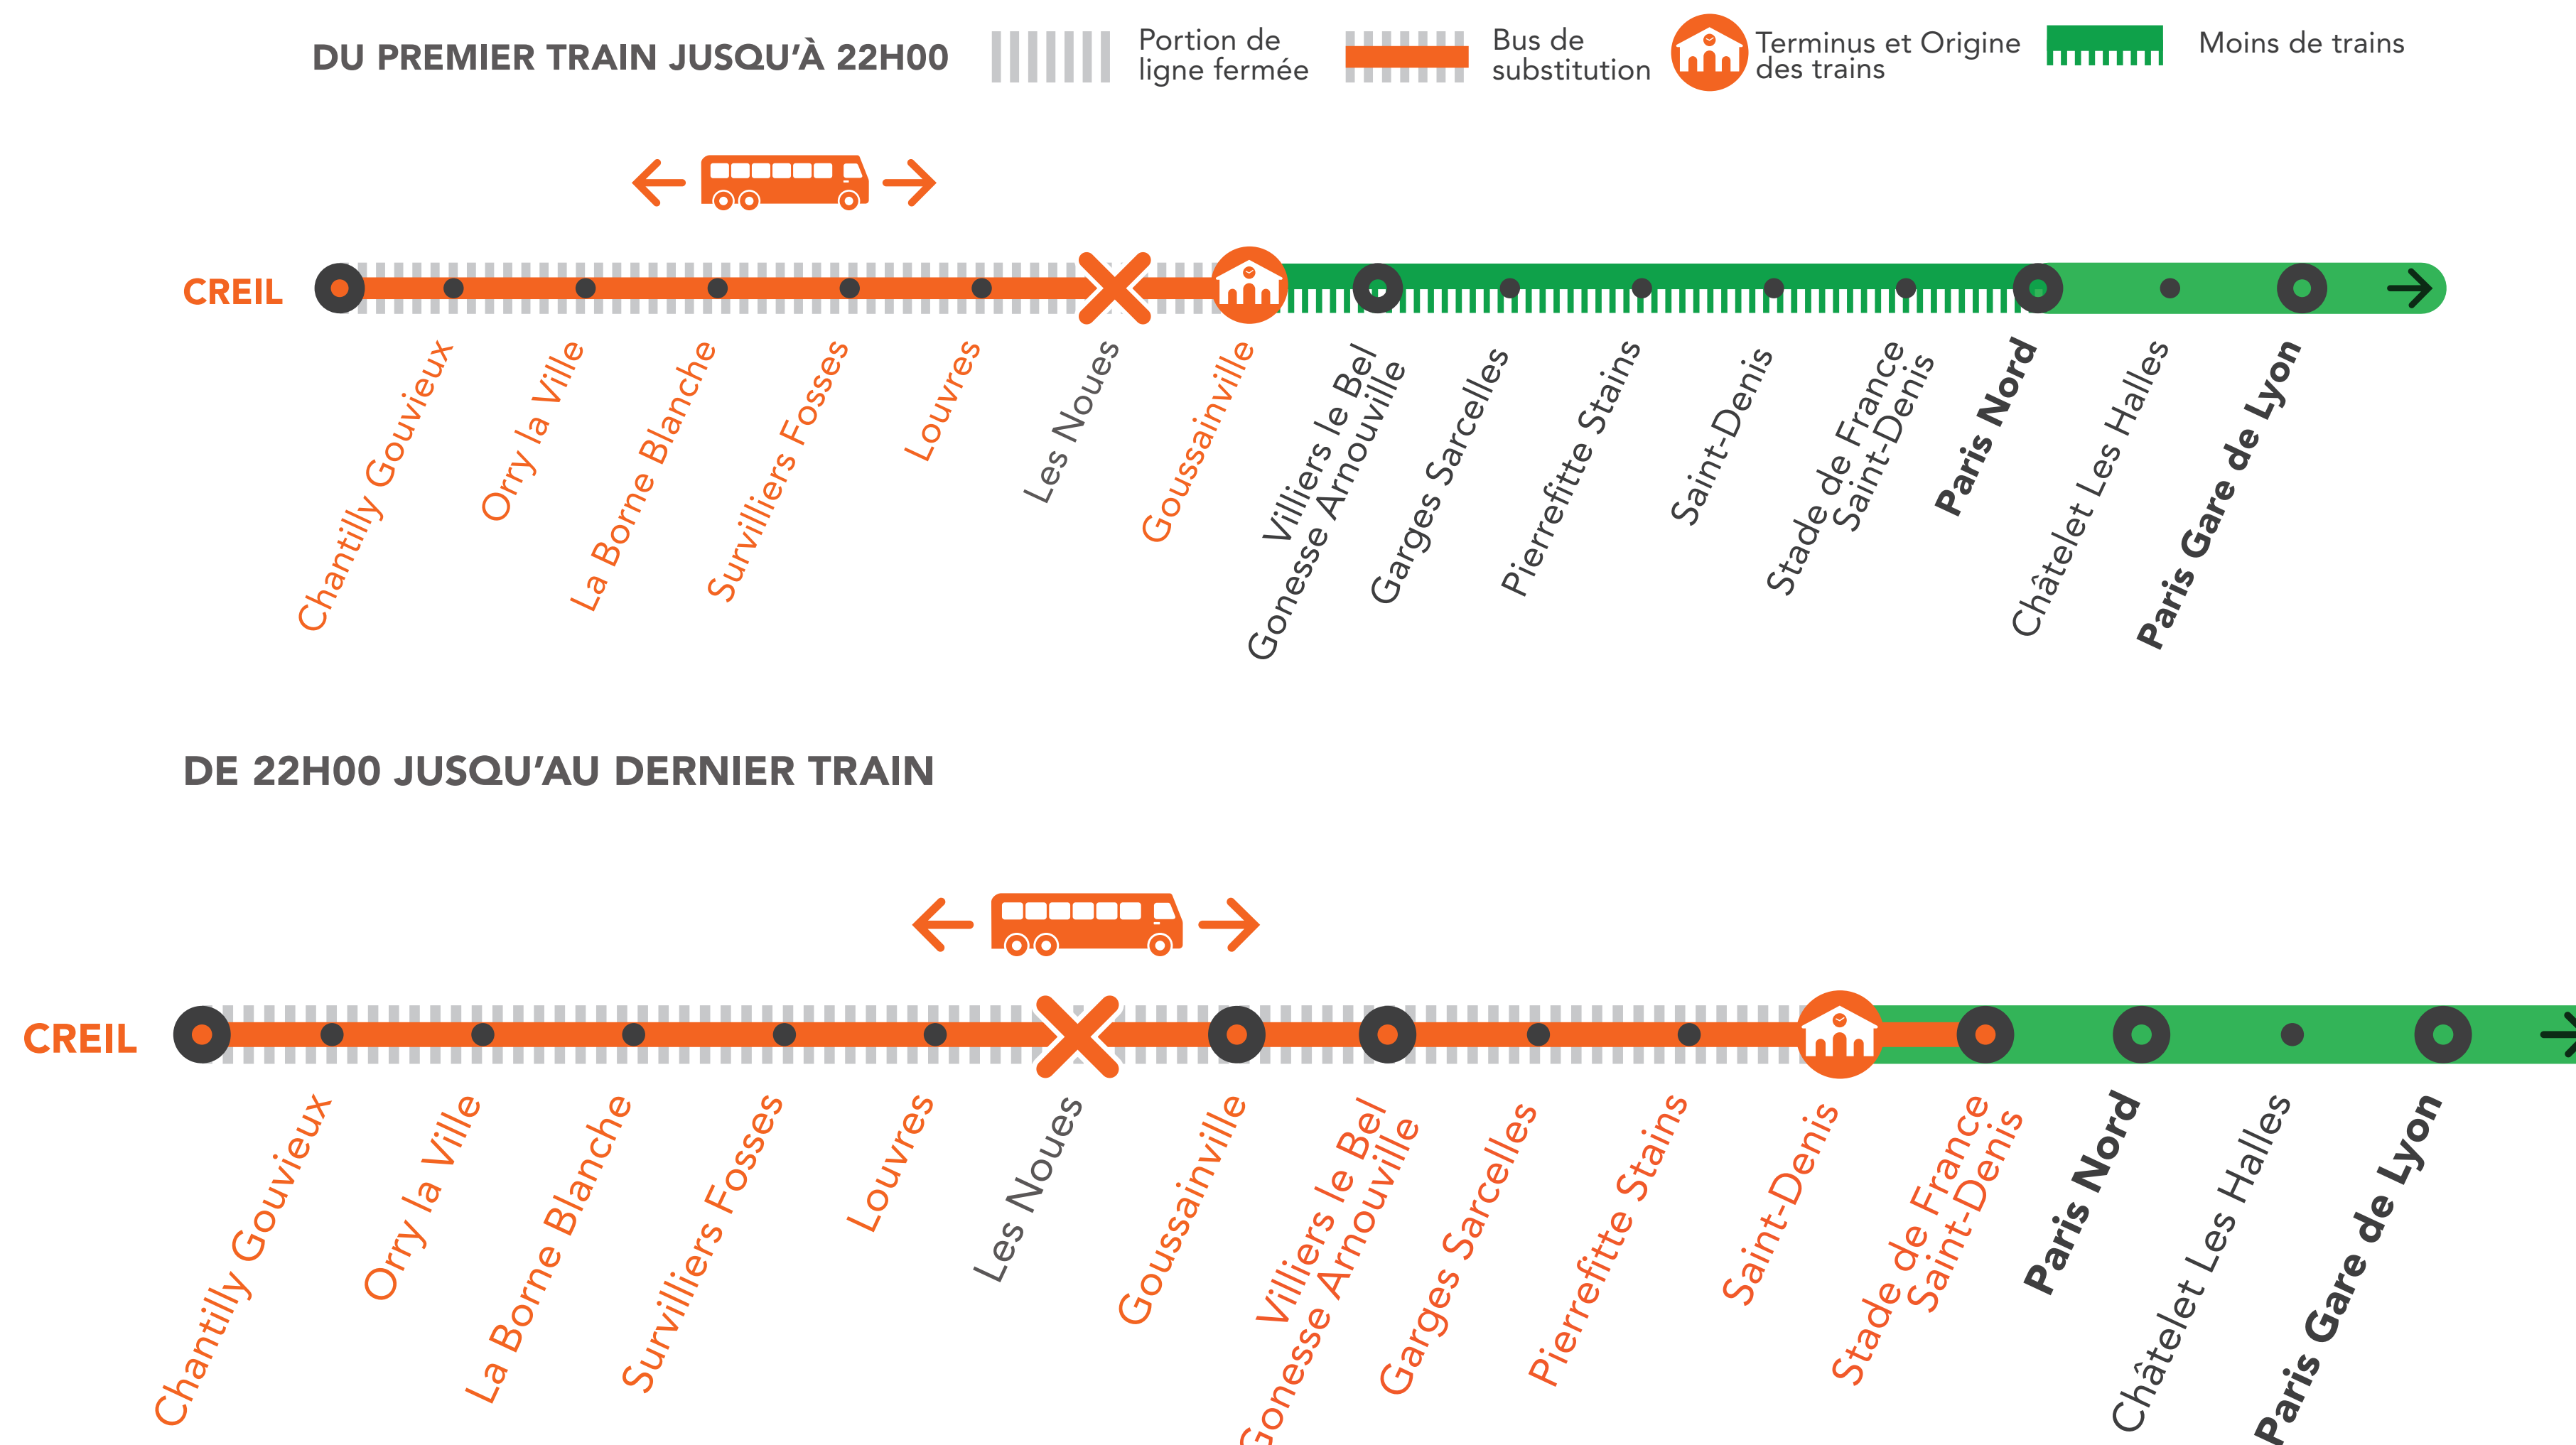 DU PREMIER TRAIN JUSQU'À 22H00
Portion de
ligne fermée
Bus de
substitution
Terminus et Origine
des trains
Moins de trains
CREIL
Chantilly Gouvieux
Orry la Ville
La Borne Blanche
Survilliers Fosses
Louvres
Les Noues
Goussainville
Villiers le Bel
Gonesse Arnouville
Garges Sarcelles
Pierrefitte Stains
Saint-Denis
Stade de France
Saint-Denis
Paris Nord
Châtelet Les Halles
Paris Gare de Lyon
DE 22H00 JUSQU'AU DERNIER TRAIN
CREIL
Chantilly Gouvieux
Orry la Ville
La Borne Blanche
Survilliers Fosses
Louvres
Les Noues
Goussainville
Villiers le Bel
Gonesse Arnouville
Garges Sarcelles
Pierrefitte Stains
Saint-Denis
Stade de France
Saint-Denis
Paris Nord
Châtelet Les Halles
Paris Gare de Lyon